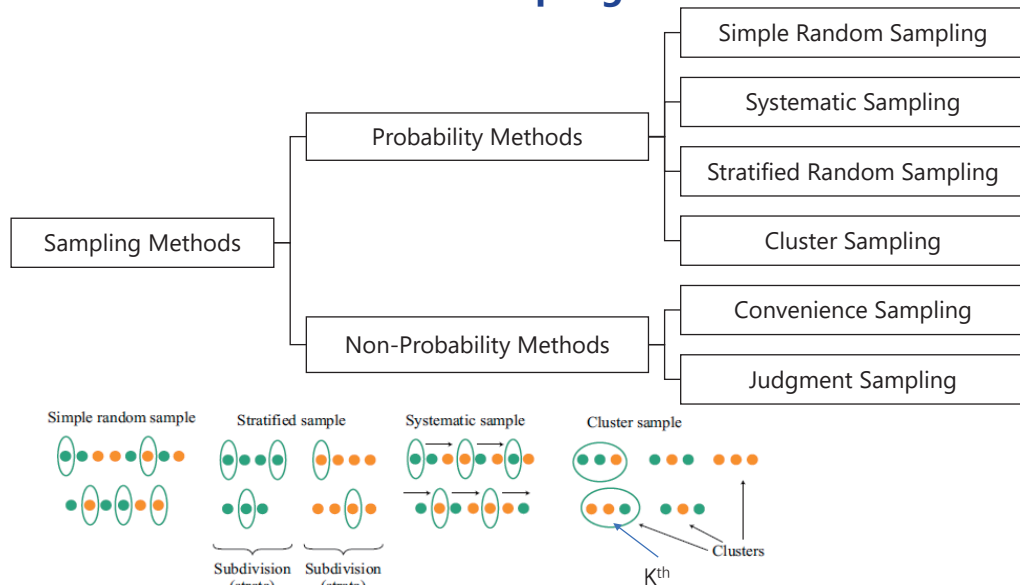 Simple Random Sampling
Systematic Sampling
Probability Methods
Stratified Random Sampling
Sampling Methods
Cluster Sampling
Convenience Sampling
Non-Probability Methods
Judgment Sampling
Simple random sample
Stratified sample
Systematic sample
Cluster sample
Clusters
Subdivision
Subdivision
Kth